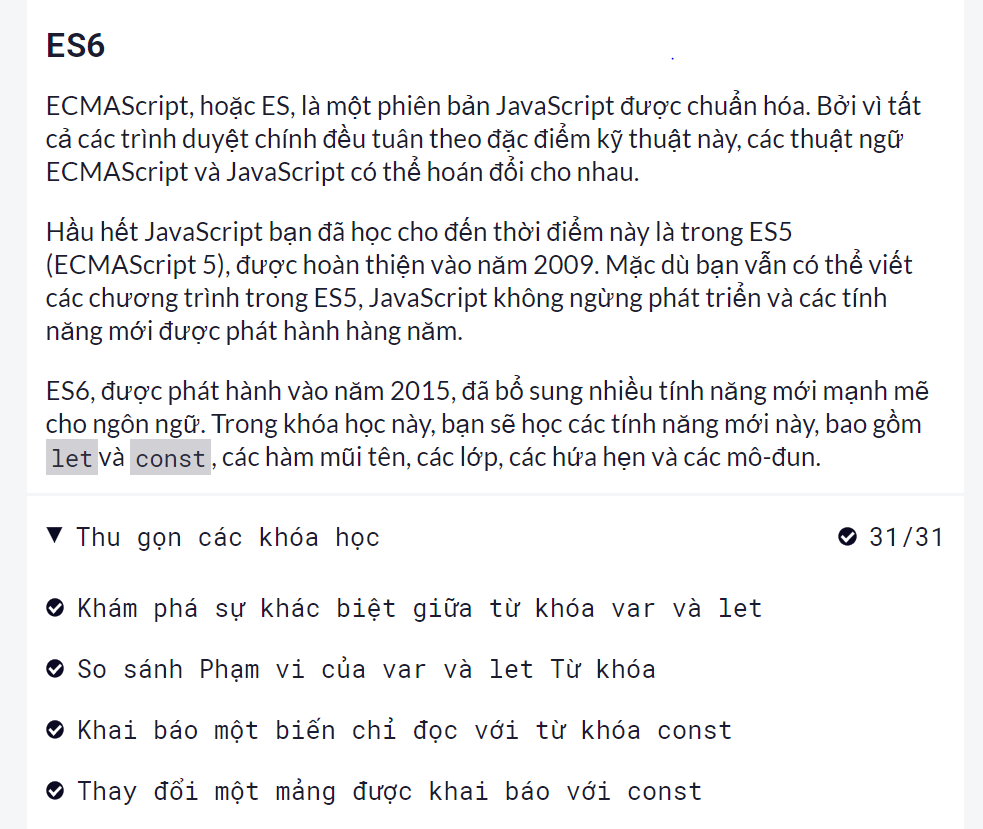 ES6
ECMAScript, hoặc ES, là một phiên bản JavaScript được chuẩn hóa. Bởi vì tất
cả các trình duyệt chính đều tuân theo đặc điểm kỹ thuật này, các thuật ngữ
ECMAScript và JavaScript có thể hoán đổi cho nhau.
Hầu hết JavaScript bạn đã học cho đến thời điểm này là trong ES5
(ECMAScript 5), được hoàn thiện vào năm 2009. Mặc dù bạn vẫn có thể viết
các chương trình trong ES5, JavaScript không ngừng phát triển và các tính
năng mới được phát hành hàng năm.
ES6, được phát hành vào năm 2015, đã bổ sung nhiều tính năng mới mạnh mẽ
cho ngôn ngữ. Trong khóa học này, bạn sẽ học các tính năng mới này, bao gồm
let và const, các hàm mũi tên, các lớp, các hứa hẹn và các mô-đun.
Thu gọn các khóa học 31/31
Khám phá sự khác biệt giữa từ khóa var và let
So sánh Phạm vi của var và let Từ khóa
Khai báo một biến chỉ đọc với từ khóa const
Thay đổi một mảng được khai báo với const